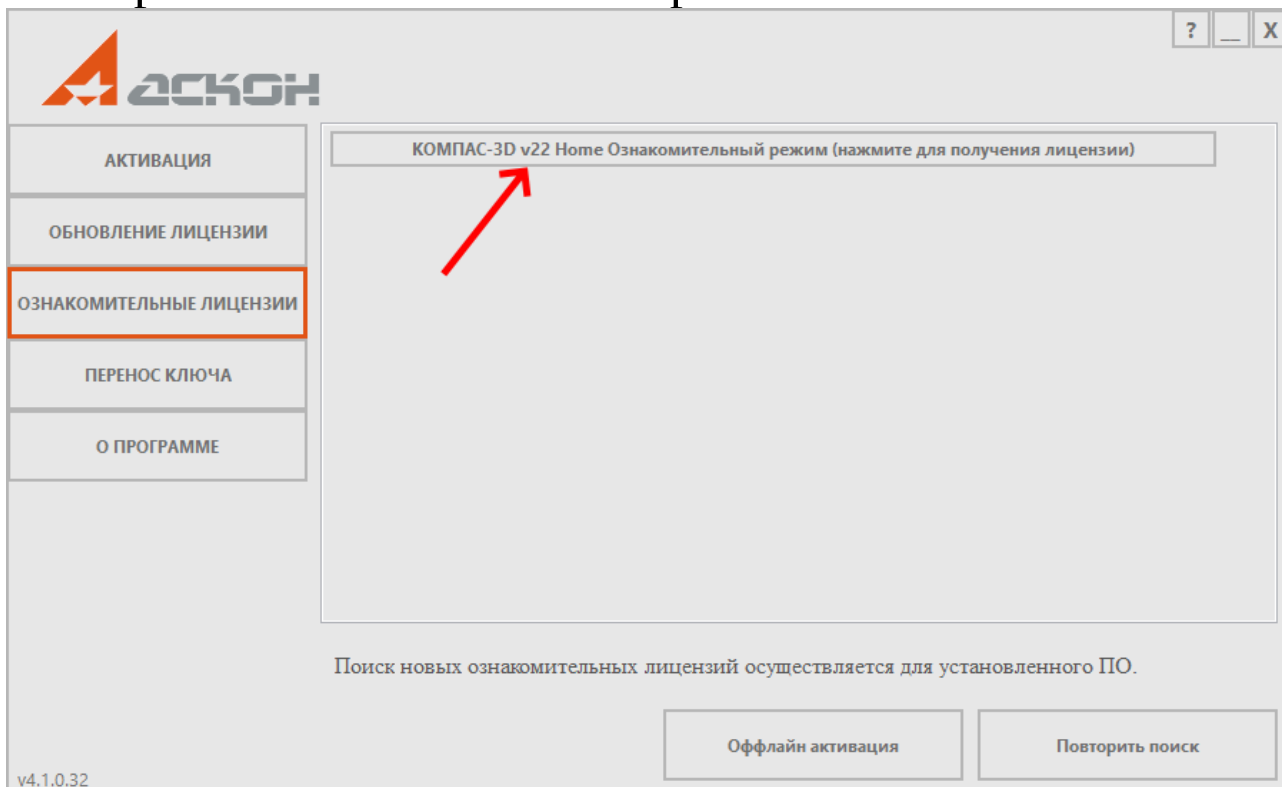 ? _ X
АСКОН
АКТИВАЦИЯ
ОБНОВЛЕНИЕ ЛИЦЕНЗИИ
ОЗНАКОМИТЕЛЬНЫЕ ЛИЦЕНЗИИ
ПЕРЕНОС КЛЮЧА
О ПРОГРАММЕ
КОМПАС-3D v22 Home Ознакомительный режим (нажмите для получения лицензии)
Поиск новых ознакомительных лицензий осуществляется для установленного ПО.
Оффлайн активация
Повторить поиск
v4.1.0.32